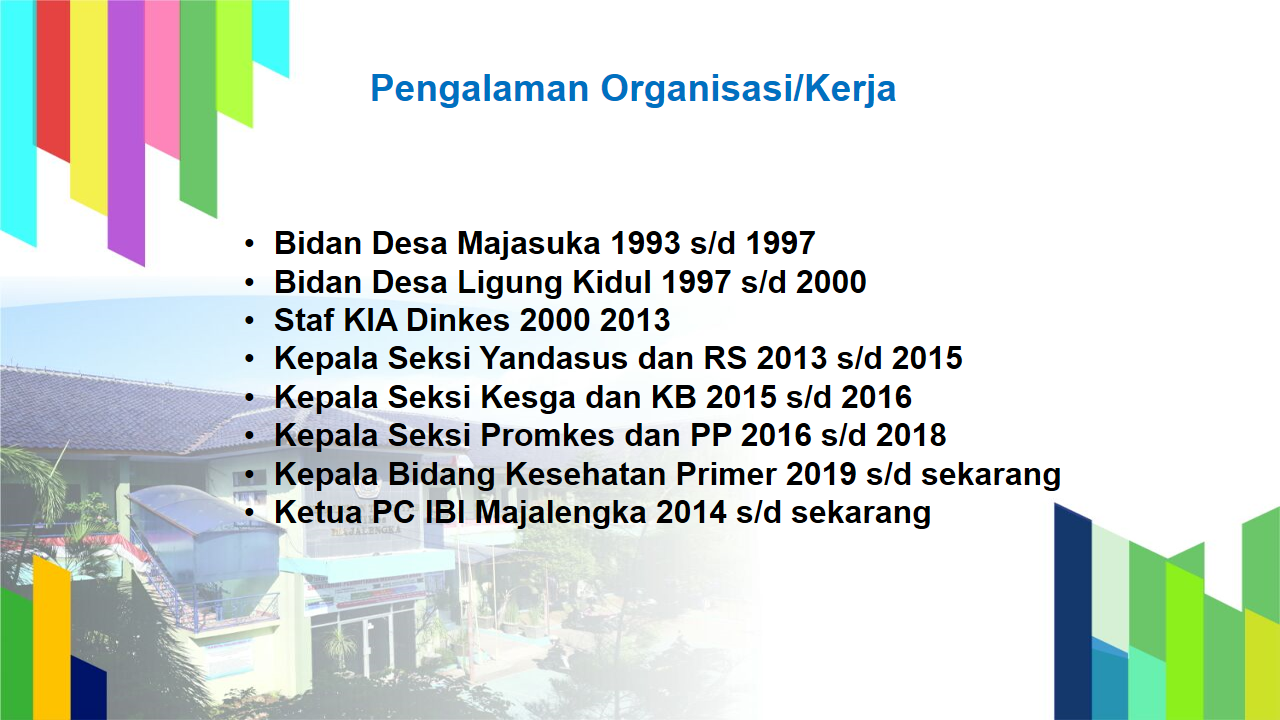 Pengalaman Organisasi/Kerja
• Bidan Desa Majasuka 1993 s/d 1997
• Bidan Desa Ligung Kidul 1997 s/d 2000
• Staf KIA Dinkes 2000 2013
• Kepala Seksi Yandasus dan RS 2013 s/d 2015
• Kepala Seksi Kesga dan KB 2015 s/d 2016
• Kepala Seksi Promkes dan PP 2016 s/d 2018
• Kepala Bidang Kesehatan Primer 2019 s/d sekarang
• Ketua PC IBI Majalengka 2014 s/d sekarang
MAJALENGKA